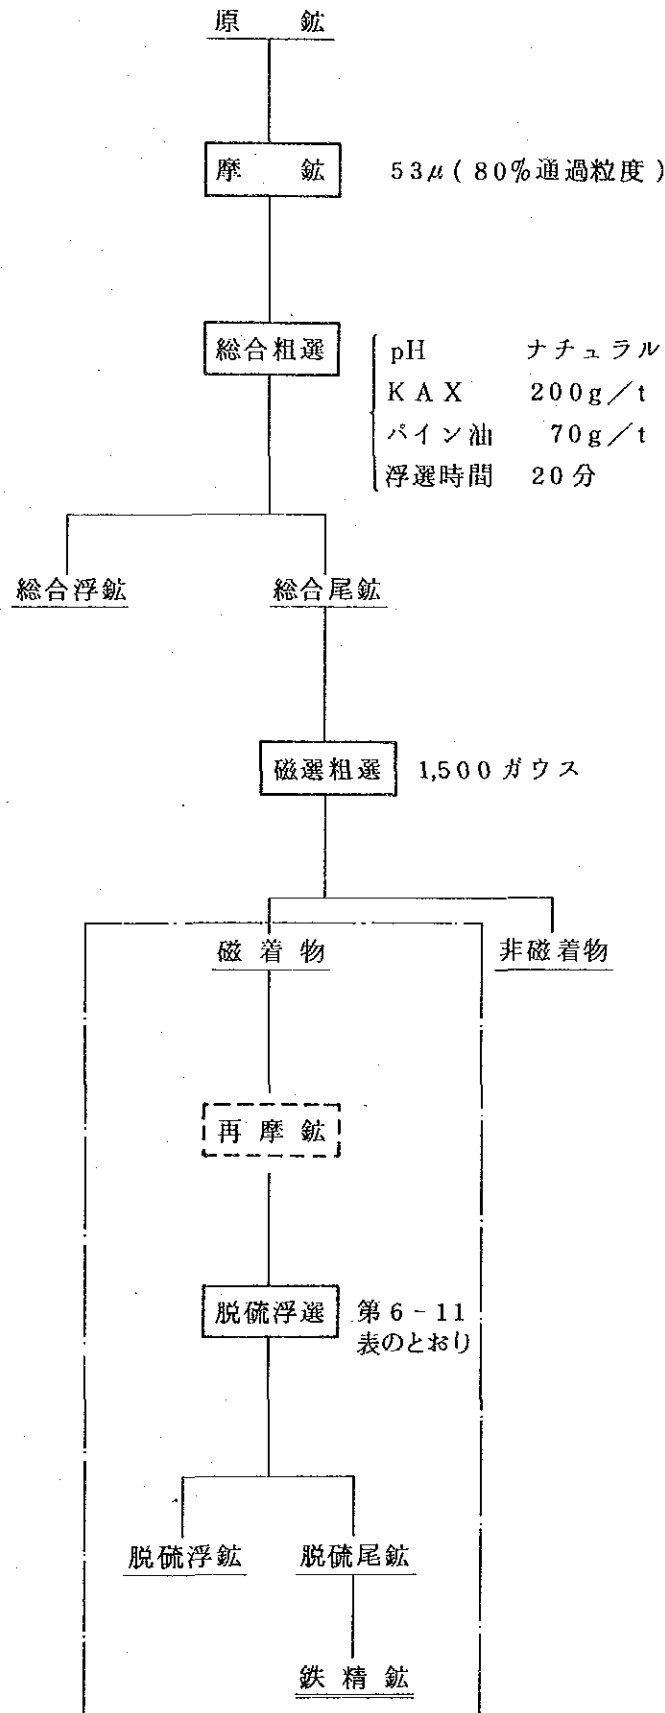 原鉱
摩鉱 53μ(80%通過粒度)
総合粗選
pH ナチュラル
KAX 200g/t
パイン油 70g/t
浮選時間 20分
総合浮鉱 総合尾鉱
磁選粗選 1,500ガウス
磁着物 非磁着物
再摩鉱
脱硫浮選 第6-11
表のとおり
脱硫浮鉱 脱硫尾鉱
鉄精鉱